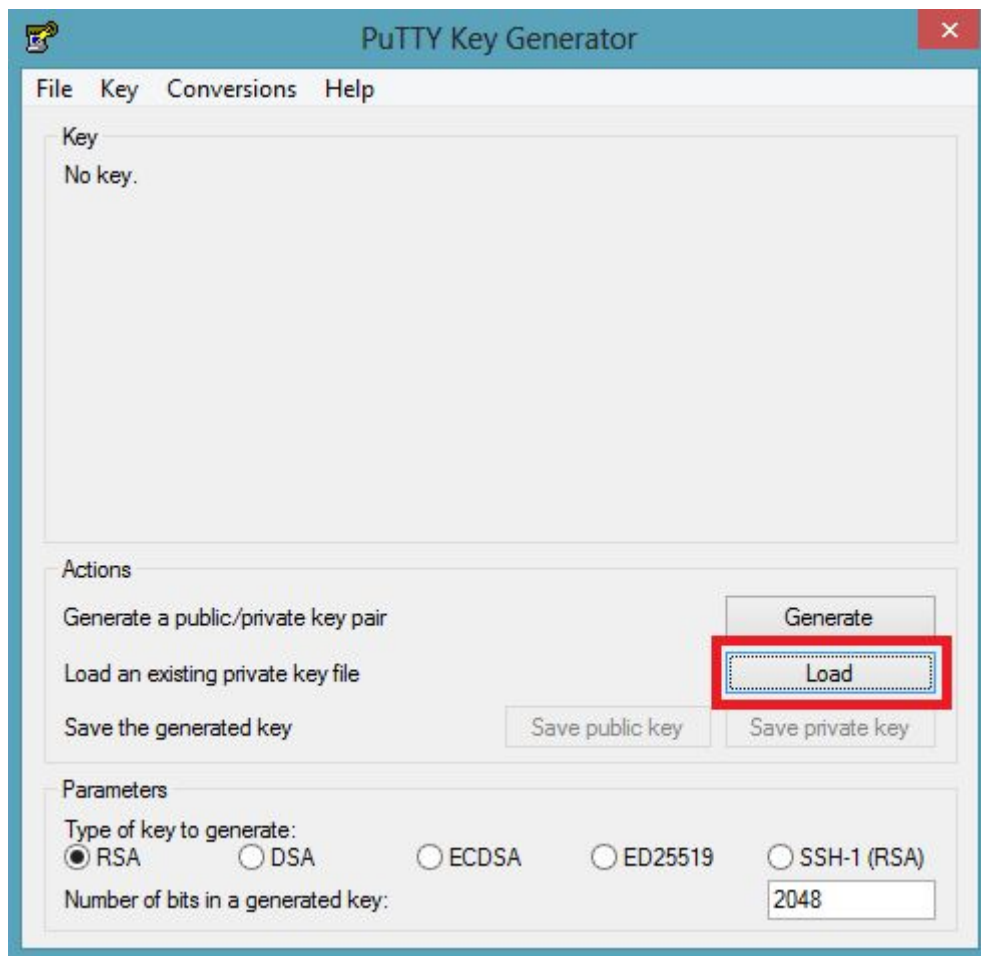 PuTTY Key Generator
File Key Conversions Help
Key
No key.
Actions
Generate a public/private key pair Generate
Load an existing private key file Load
Save the generated key Save public key Save private key
Parameters
Type of key to generate:
RSA DSA ECDSA ED25519 SSH-1 (RSA)
Number of bits in a generated key: 2048